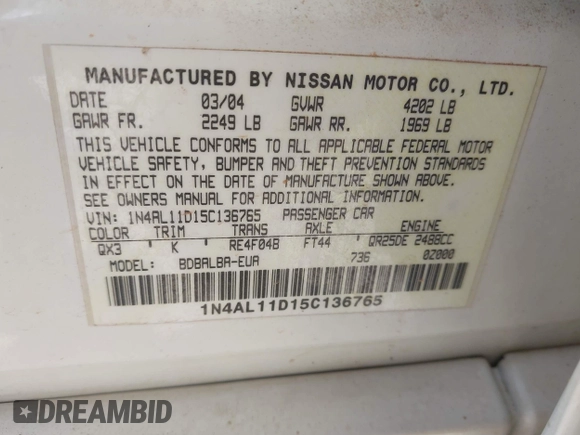 MANUFACTURED BY NISSAN MOTOR CO., LTD.
DATE 03/04 GVWR 4202 LB
GAWR FR. 2249 LB GAWR RR. 1969 LB
THIS VEHICLE CONFORMS TO ALL APPLICABLE FEDERAL MOTOR
VEHICLE SAFETY, BUMPER AND THEFT PREVENTION STANDARDS
IN EFFECT ON THE DATE OF MANUFACTURE SHOWN ABOVE.
SEE OWNERS MANUAL FOR ADDITIONAL INFORMATION.
VIN: 1N4AL11D15C136765 PASSENGER CAR
COLOR TRIM TRANS AXLE ENGINE
QX3 K RE4F04B FT44 QR25DE 2488CC
MODEL: BDBALBA-EUA 736 0Z000
1N4AL11D15C136765
DREAMBID